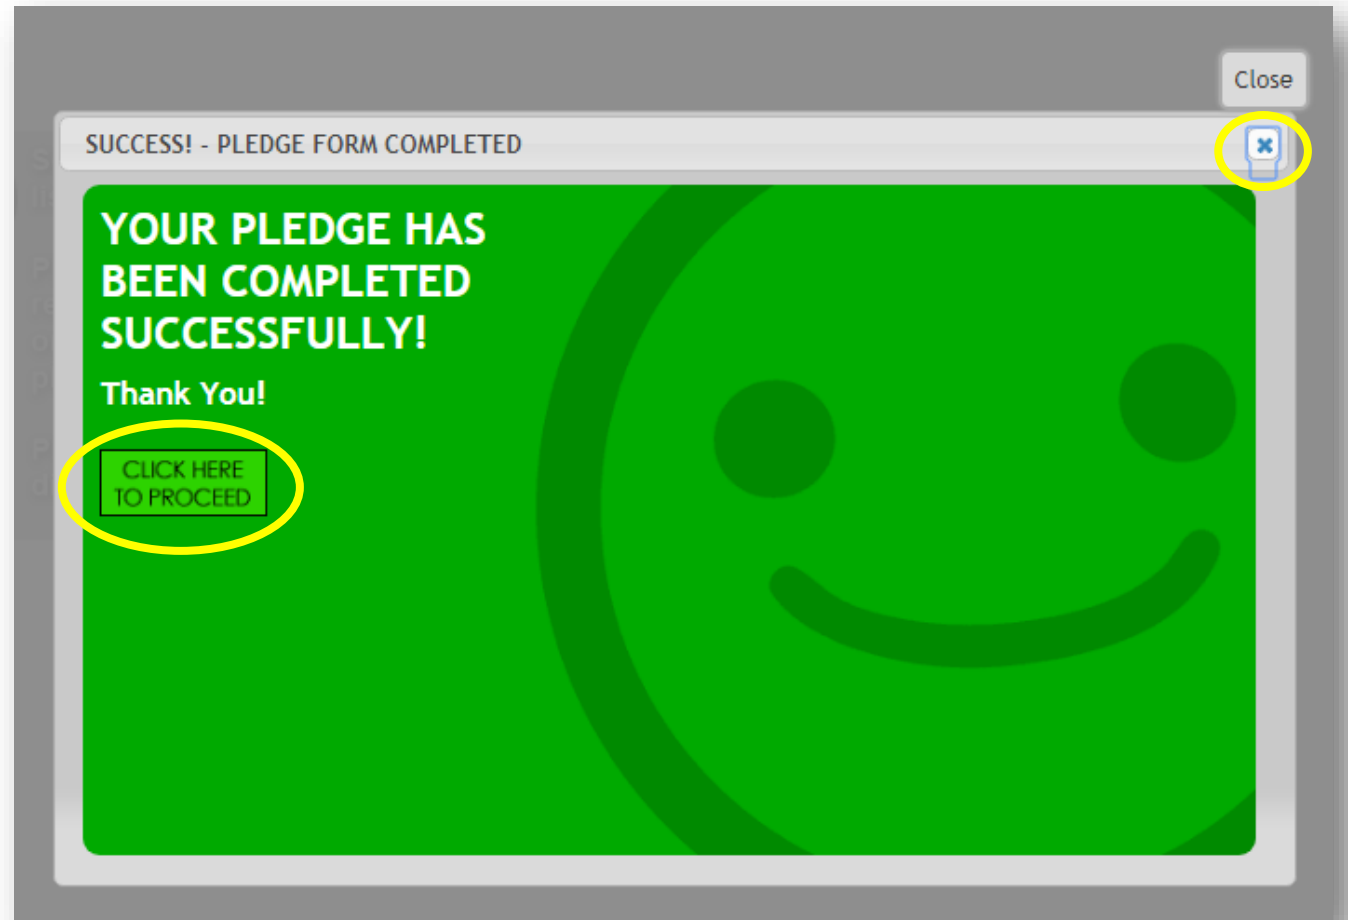 Close
SUCCESS! - PLEDGE FORM COMPLETED
YOUR PLEDGE HAS
BEEN COMPLETED
SUCCESSFULLY!
Thank You!
CLICK HERE
TO PROCEED